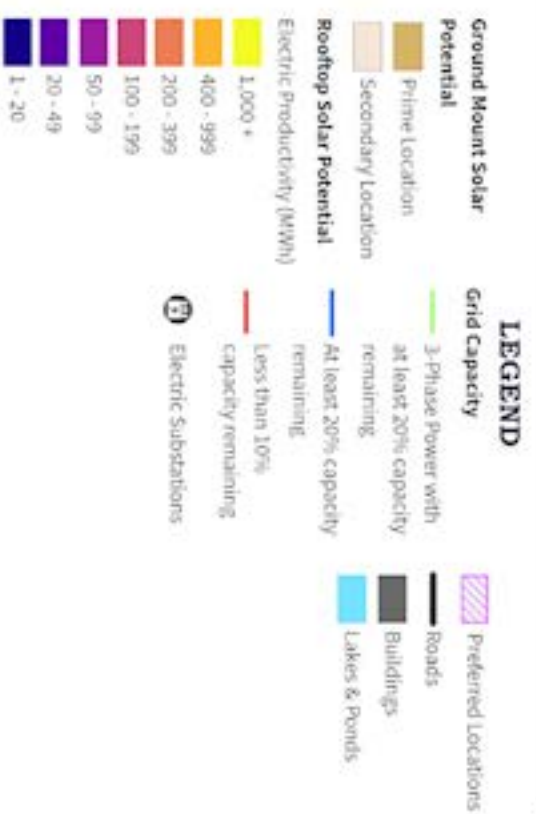 LEGEND
Ground Mount Solar
Potential
Prime Location
Secondary Location
Rooftop Solar Potential
Electric Productivity (MWh)
1,000 +
400 - 999
200 - 399
100 - 199
50 - 99
20 - 49
1 - 20
Grid Capacity
3-Phase Power with
at least 20% capacity
remaining
At least 20% capacity
remaining
Less than 10%
capacity remaining
Electric Substations
Preferred Locations
Roads
Buildings
Lakes & Ponds